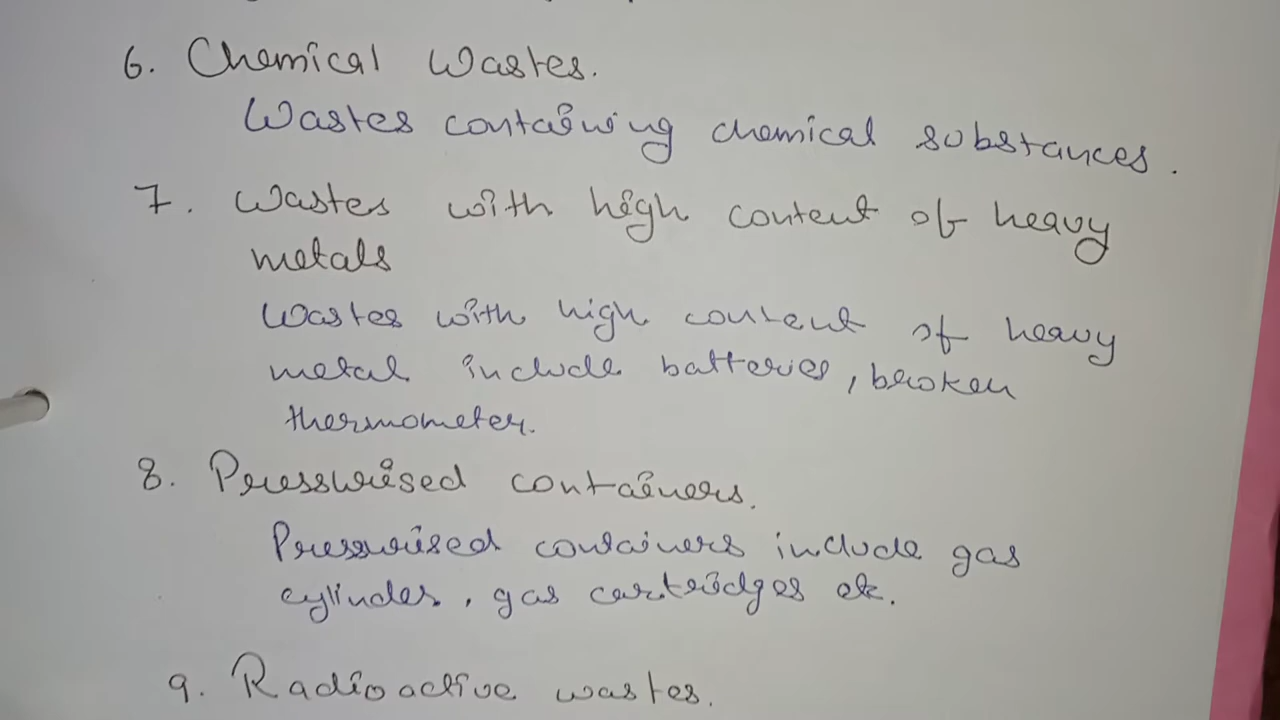 6. Chemical Wastes.
Wastes containing chemical substances.
7. Wastes with high content of heavy
metals
Wastes with high content of heavy
metal include batteries, broken
thermometer.
8. Pressurised containers.
Pressurised containers include gas
cylinder, gas cartridges etc.
9. Radioactive wastes.